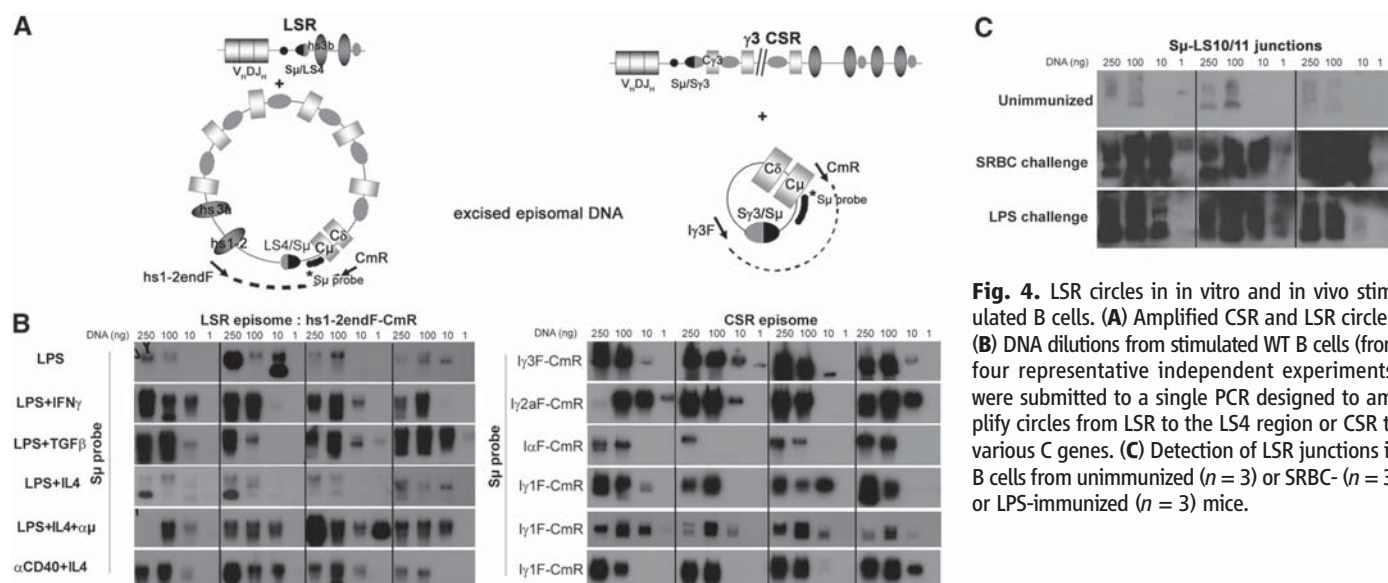 A
LSR
hs3b
VHDJH
Sμ/LS4
+
hs3a
hs1-2
LS4/Sμ
Cμ
Cδ
CmR
* Sμ probe
hs1-2endF
excised episomal DNA
γ3 CSR
Cγ3
VHDJH
Sμ/Sγ3
+
Cδ
Cμ
CmR
* Sμ probe
Sγ3/Sμ
Iγ3F
B
LSR episome : hs1-2endF-CmR
DNA (ng) 250 100 10 1 250 100 10 1 250 100 10 1 250 100 10 1
LPS
LPS+IFNγ
LPS+TGFβ
LPS+IL4
LPS+IL4+αμ
αCD40+IL4
Sμ probe
CSR episome
DNA (ng) 250 100 10 1 250 100 10 1 250 100 10 1 250 100 10 1
Iγ3F-CmR
Iγ2aF-CmR
IαF-CmR
Iγ1F-CmR
Iγ1F-CmR
Iγ1F-CmR
Sμ probe
C
Sμ-LS10/11 junctions
DNA (ng) 250 100 10 1 250 100 10 1 250 100 10 1
Unimmunized
SRBC challenge
LPS challenge
Fig. 4. LSR circles in in vitro and in vivo stim-
ulated B cells. (A) Amplified CSR and LSR circle
(B) DNA dilutions from stimulated WT B cells (from
four representative independent experiments
were submitted to a single PCR designed to am
plify circles from LSR to the LS4 region or CSR t
various C genes. (C) Detection of LSR junctions i
B cells from unimmunized (n = 3) or SRBC- (n = 3
or LPS-immunized (n = 3) mice.